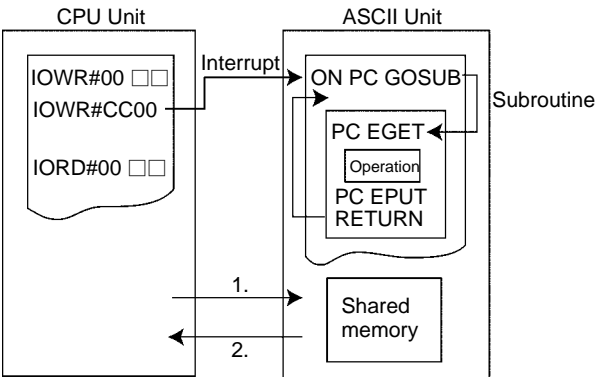 CPU Unit
ASCII Unit
IOWR#00 □□
IOWR#CC00
IORD#00 □□
Interrupt
ON PC GOSUB
Subroutine
PC EGET
Operation
PC EPUT
RETURN
1.
2.
Shared
memory